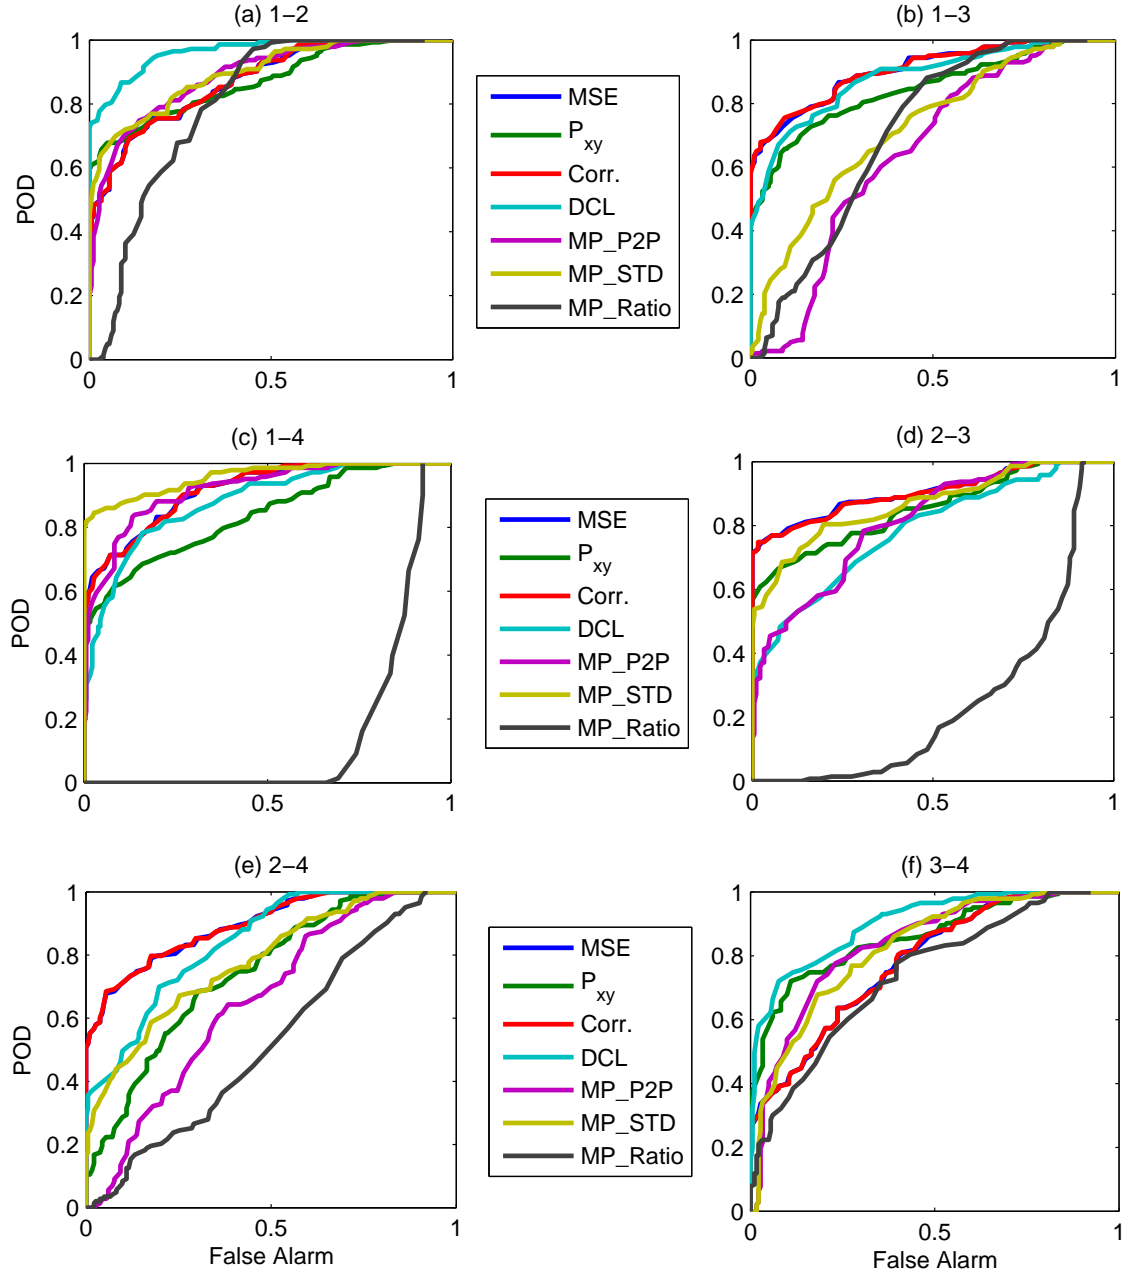 (a) 1−2
1
0.8
0.6
0.4
0.2
0
0
0.5
1
POD
MSE
P_xy
Corr.
DCL
MP_P2P
MP_STD
MP_Ratio
(b) 1−3
1
0.8
0.6
0.4
0.2
0
0
0.5
1
(c) 1−4
1
0.8
0.6
0.4
0.2
0
0
0.5
1
POD
MSE
P_xy
Corr.
DCL
MP_P2P
MP_STD
MP_Ratio
(d) 2−3
1
0.8
0.6
0.4
0.2
0
0
0.5
1
(e) 2−4
1
0.8
0.6
0.4
0.2
0
0
0.5
1
POD
False Alarm
MSE
P_xy
Corr.
DCL
MP_P2P
MP_STD
MP_Ratio
(f) 3−4
1
0.8
0.6
0.4
0.2
0
0
0.5
1
False Alarm